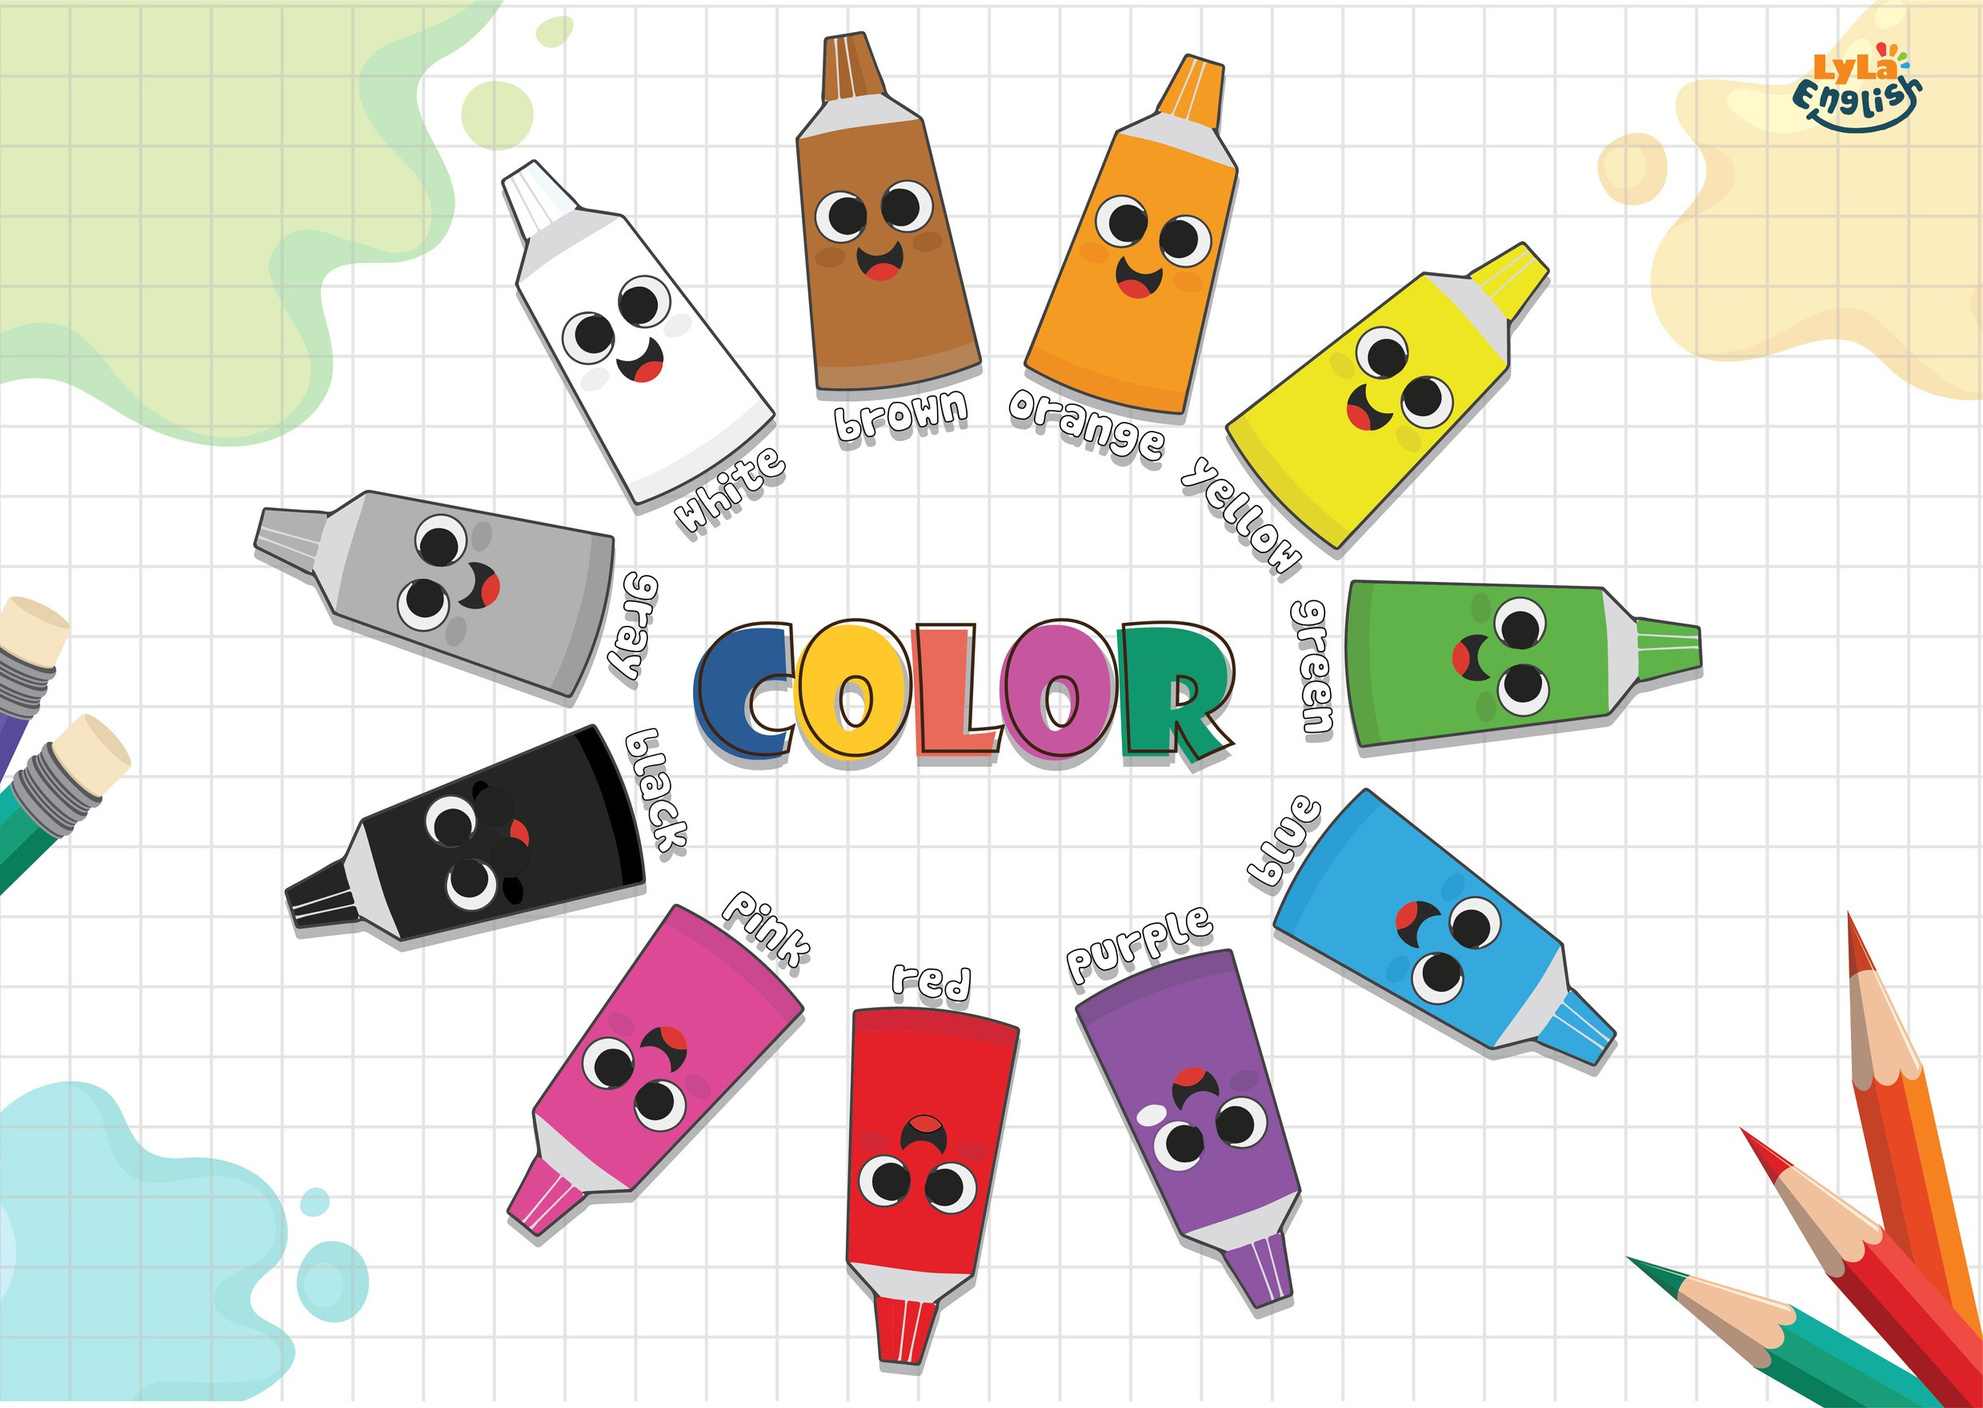 LyLa
English
brown
orange
white
yellow
gray
green
COLOR
black
blue
pink
purple
red